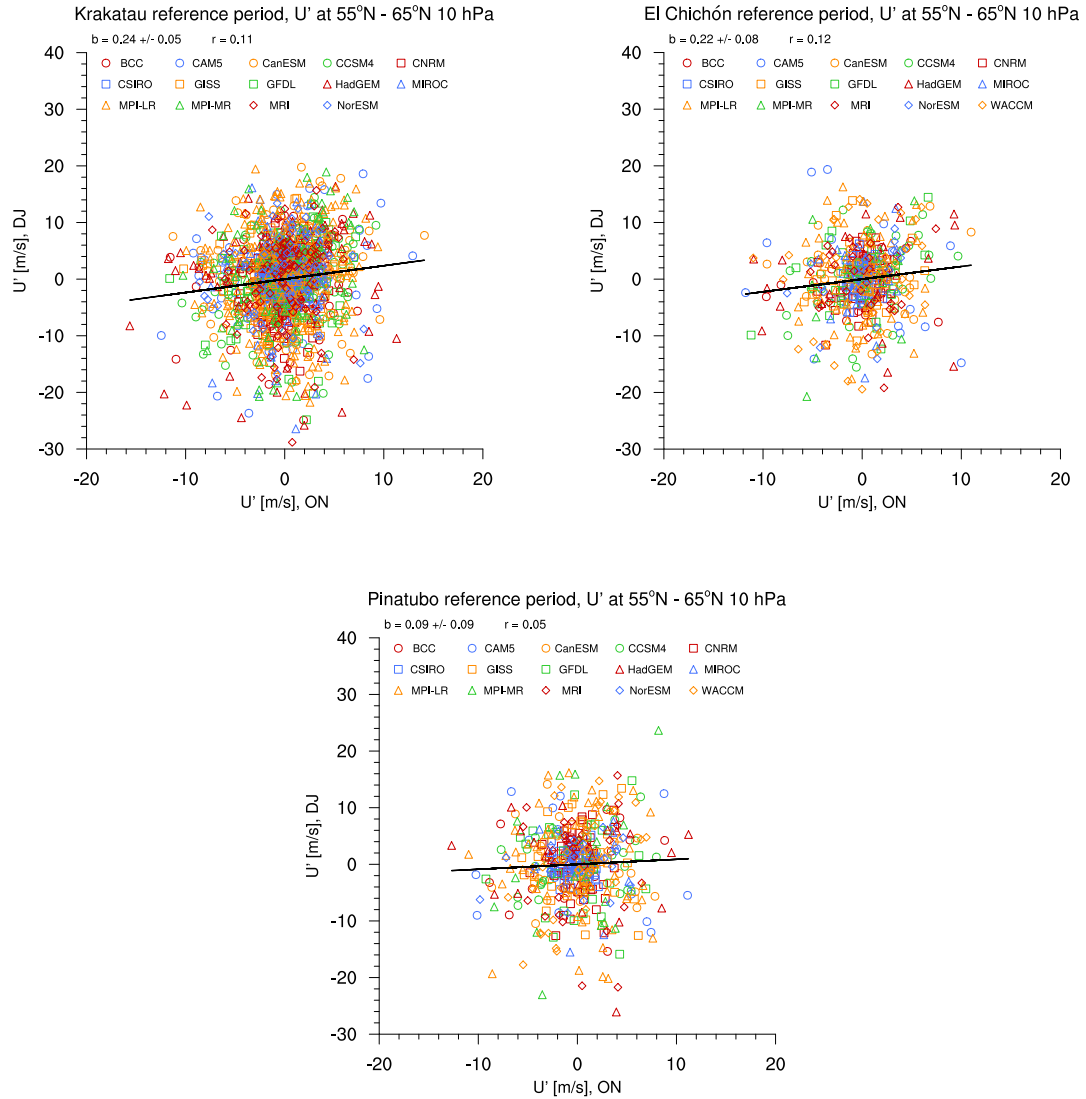 Krakatau reference period, U' at 55°N - 65°N 10 hPa
b = 0.24 +/- 0.05 r = 0.11
BCC CAM5 CanESM CCSM4 CNRM
CSIRO GISS GFDL HadGEM MIROC
MPI-LR MPI-MR MRI NorESM
40
30
20
10
0
-10
-20
-30
U' [m/s], DJ
-20 -10 0 10 20
U' [m/s], ON
El Chichón reference period, U' at 55°N - 65°N 10 hPa
b = 0.22 +/- 0.08 r = 0.12
BCC CAM5 CanESM CCSM4 CNRM
CSIRO GISS GFDL HadGEM MIROC
MPI-LR MPI-MR MRI NorESM WACCM
40
30
20
10
0
-10
-20
-30
U' [m/s], DJ
-20 -10 0 10 20
U' [m/s], ON
Pinatubo reference period, U' at 55°N - 65°N 10 hPa
b = 0.09 +/- 0.09 r = 0.05
BCC CAM5 CanESM CCSM4 CNRM
CSIRO GISS GFDL HadGEM MIROC
MPI-LR MPI-MR MRI NorESM WACCM
40
30
20
10
0
-10
-20
-30
U' [m/s], DJ
-20 -10 0 10 20
U' [m/s], ON